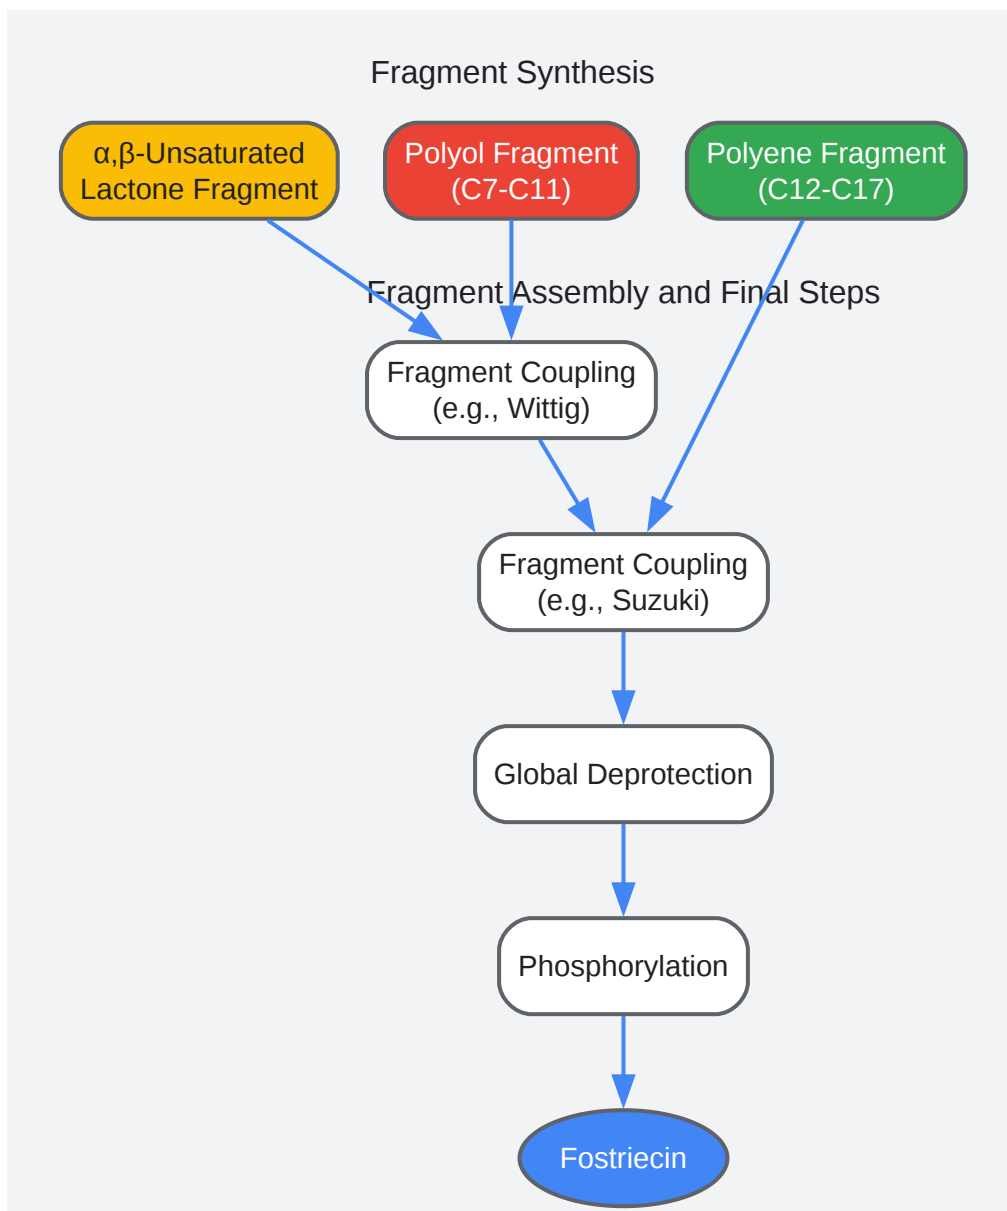 Fragment Synthesis
α,β-Unsaturated
Lactone Fragment
Polyol Fragment
(C7-C11)
Polyene Fragment
(C12-C17)
Fragment Assembly and Final Steps
Fragment Coupling
(e.g., Wittig)
Fragment Coupling
(e.g., Suzuki)
Global Deprotection
Phosphorylation
Fostriecin